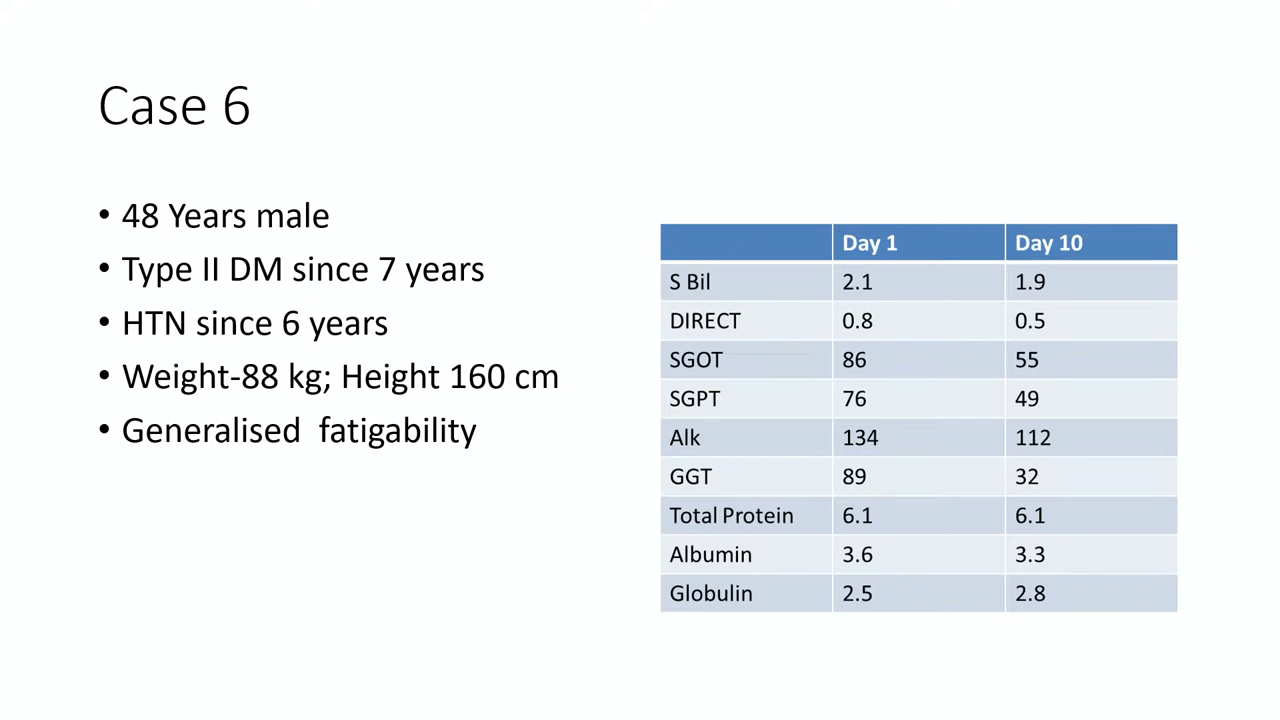 Case 6
• 48 Years male
• Type II DM since 7 years
• HTN since 6 years
• Weight-88 kg; Height 160 cm
• Generalised  fatigability
Day 1 Day 10
S Bil 2.1 1.9
DIRECT 0.8 0.5
SGOT 86 55
SGPT 76 49
Alk 134 112
GGT 89 32
Total Protein 6.1 6.1
Albumin 3.6 3.3
Globulin 2.5 2.8